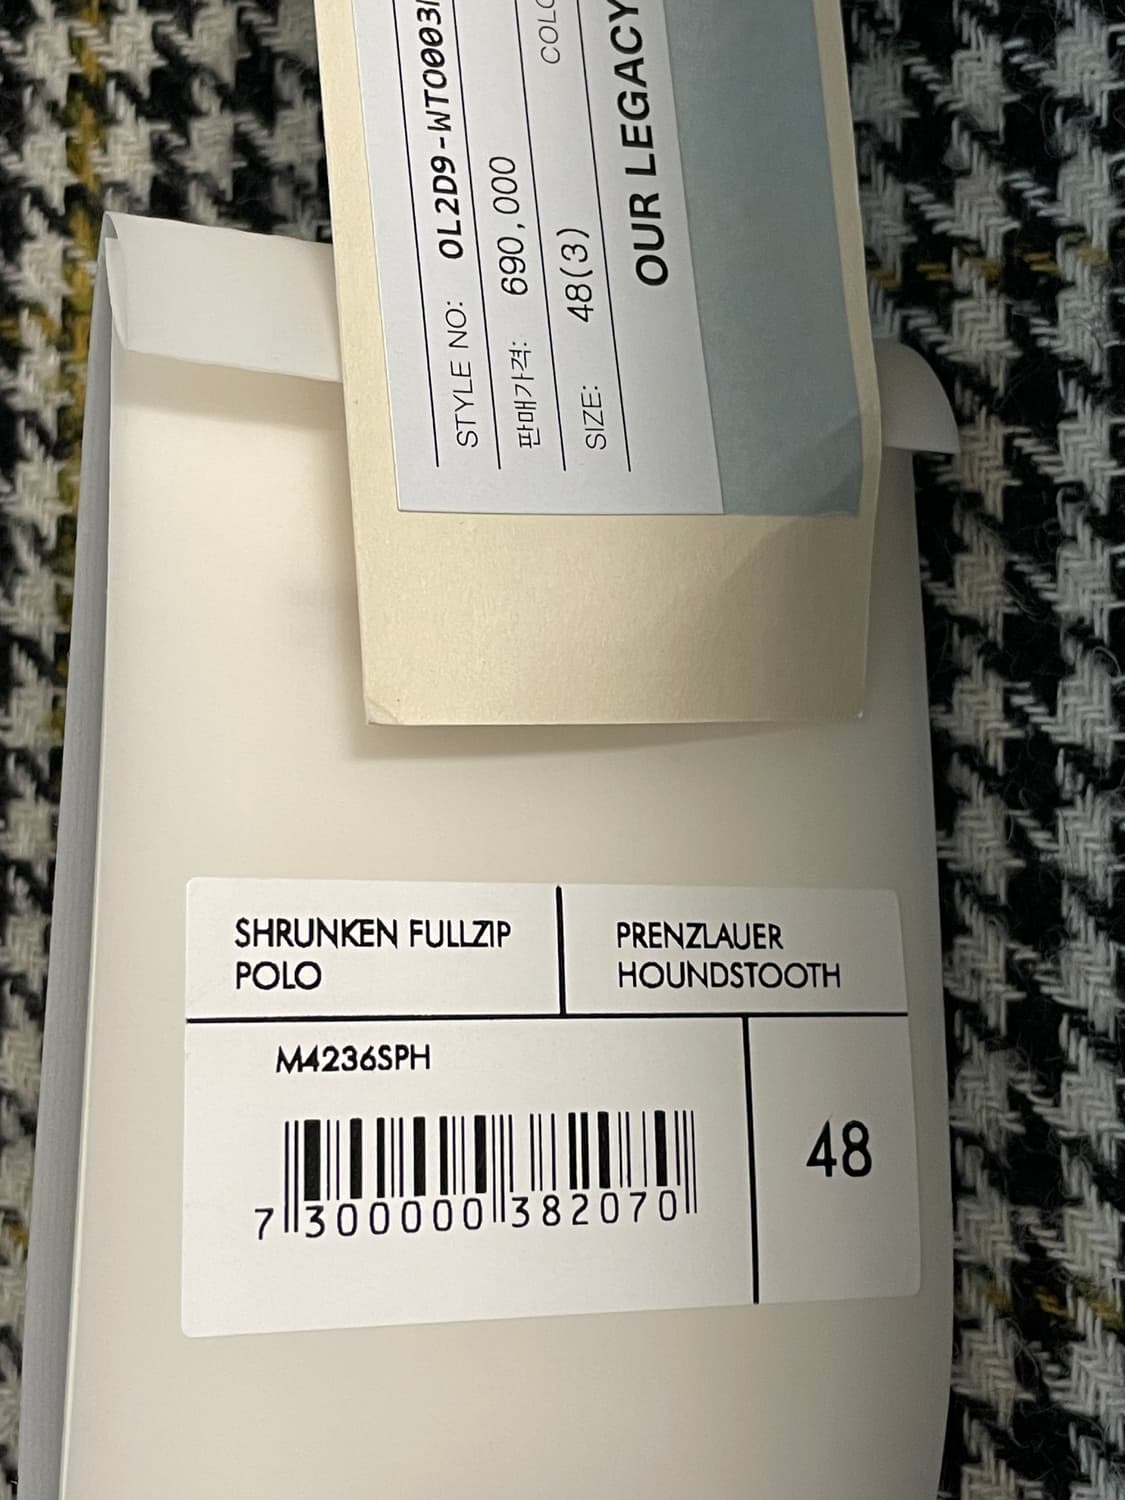 STYLE NO: OL2D9-WTO003
판매가격: 690,000
SIZE: 48(3)
OUR LEGACY
SHRUNKEN FULLZIP
POLO
PRENZLAUER
HOUNDSTOOTH
M4236SPH
7 300000 382070
48